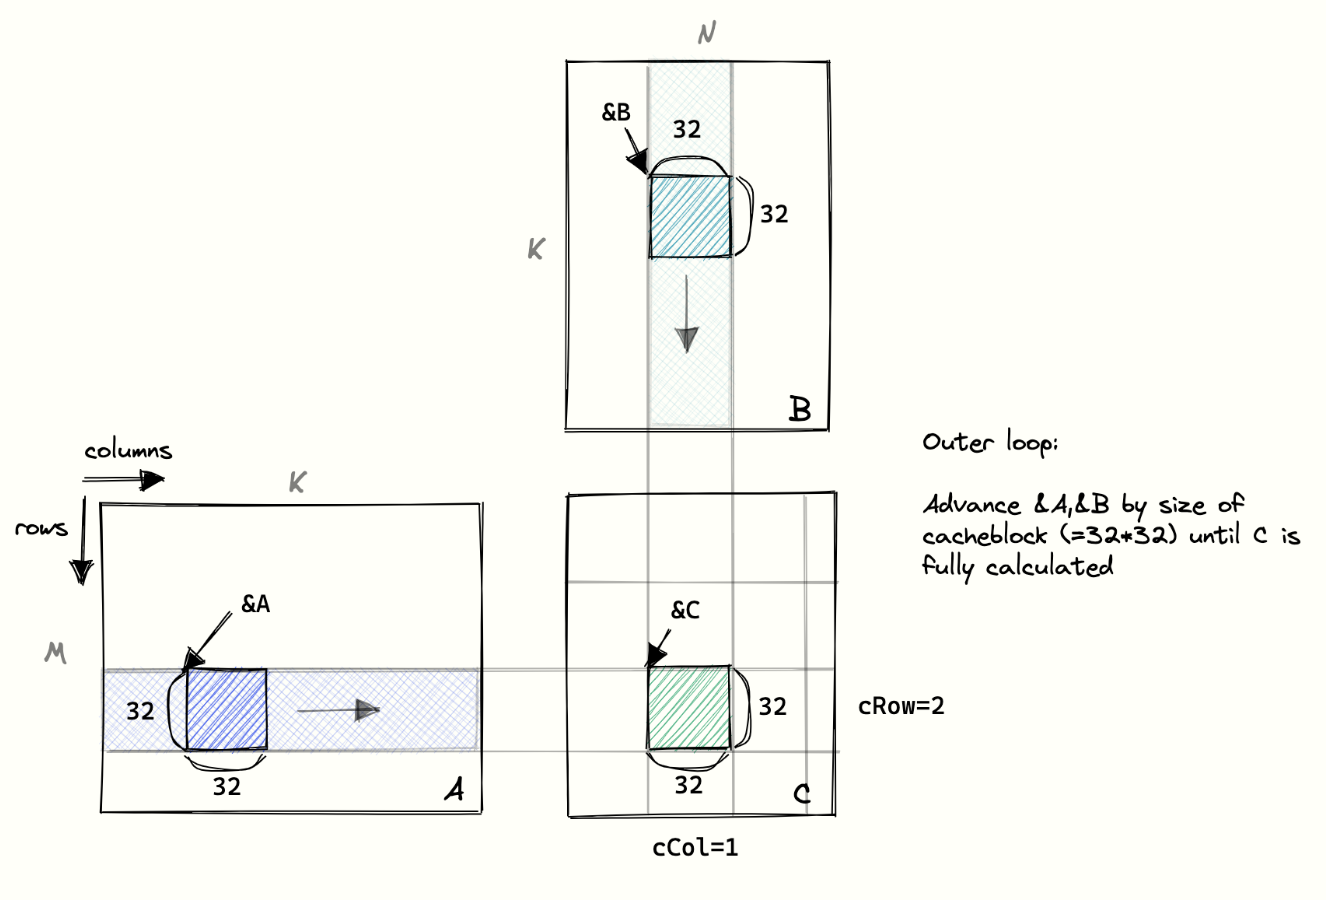 N
&B
32
32
K
B
columns
K
rows
Outer loop:
Advance &A,&B by size of
cacheblock (=32*32) until C is
fully calculated
&A
&C
M
32
32
cRow=2
32
32
A
C
cCol=1